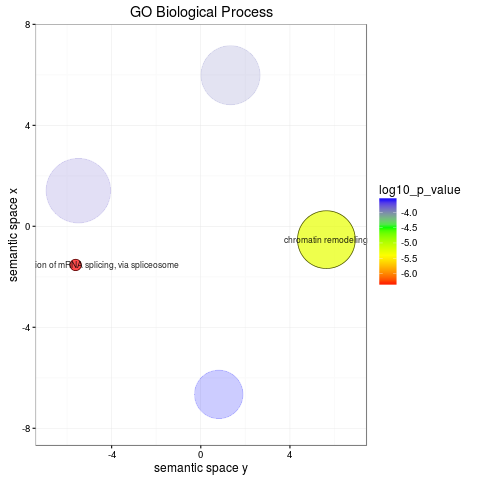 GO Biological Process
8
4
0
-4
-8
semantic space x
chromatin remodeling
ion of mRNA splicing, via spliceosome
-4
0
4
semantic space y
log10_p_value
-4.0
-4.5
-5.0
-5.5
-6.0